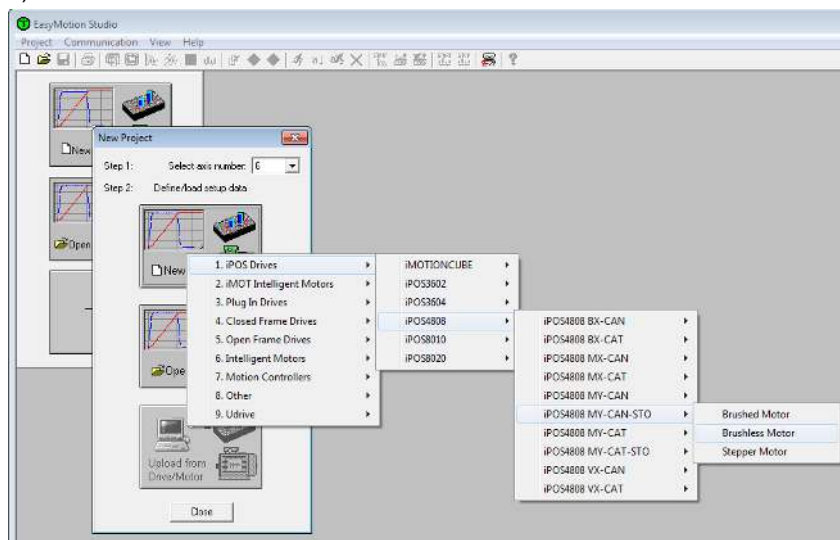 EasyMotion Studio
Project Communication View Help
New
Open
New Project
Step 1: Select axis number: 6
Step 2: Define/load setup data
New
Ope
Upload from
Drive/Motor
Close
1. iPOS Drives
2. iMOT Intelligent Motors
3. Plug In Drives
4. Closed Frame Drives
5. Open Frame Drives
6. Intelligent Motors
7. Motion Controllers
8. Other
9. Udrive
iMOTIONCUBE
iPOS3602
iPOS3604
iPOS4808
iPOS8010
iPOS8020
iPOS4808 BX-CAN
iPOS4808 BX-CAT
iPOS4808 MX-CAN
iPOS4808 MX-CAT
iPOS4808 MY-CAN
iPOS4808 MY-CAN-STO
iPOS4808 MY-CAT
iPOS4808 MY-CAT-STO
iPOS4808 VX-CAN
iPOS4808 VX-CAT
Brushed Motor
Brushless Motor
Stepper Motor